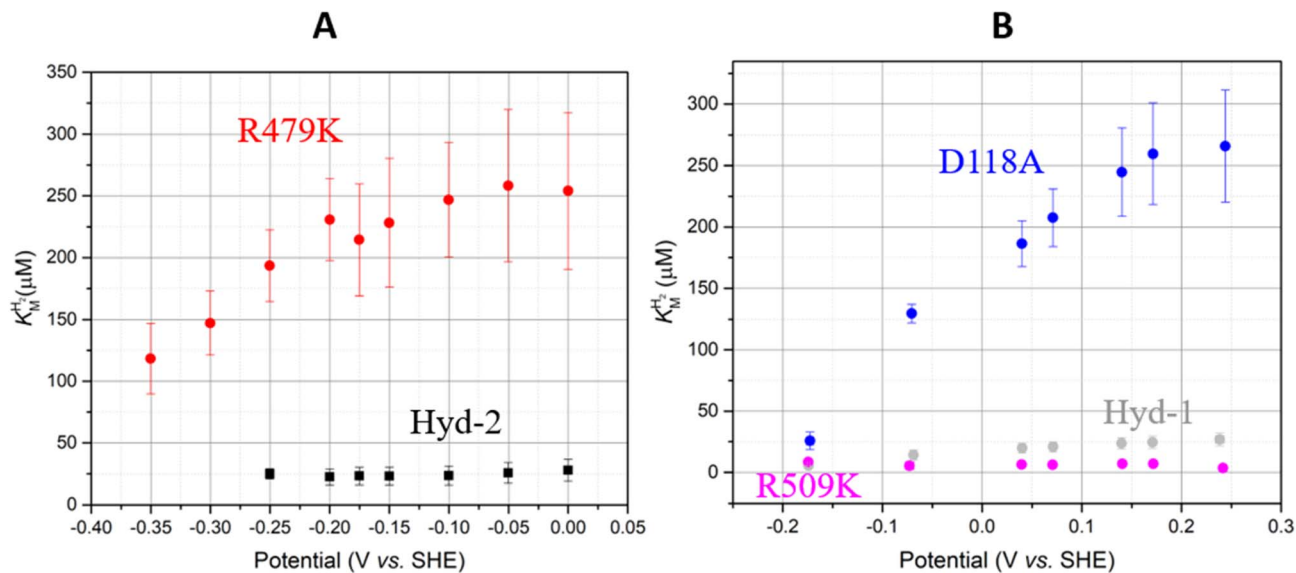 A
350
300
250
200
150
100
50
0
K_M^H₂ (μM)
R479K
Hyd-2
-0.40 -0.35 -0.30 -0.25 -0.20 -0.15 -0.10 -0.05 0.00 0.05
Potential (V vs. SHE)
B
300
250
200
150
100
50
0
K_M^H₂ (μM)
D118A
Hyd-1
R509K
-0.2 -0.1 0.0 0.1 0.2 0.3
Potential (V vs. SHE)